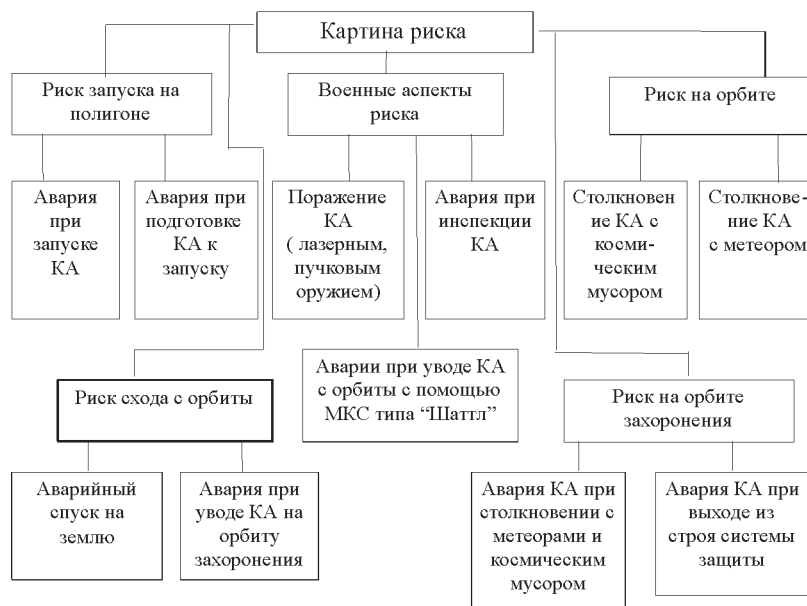 Картина риска
Риск запуска на
полигоне
Военные аспекты
риска
Риск на орбите
Авария
при
запуске
КА
Авария при
подготовке
КА к
запуску
Поражение
КА
( лазерным,
пучковым
оружием)
Авария при
инспекции
КА
Столкновен
ие КА с
косми-
ческим
мусором
Столкнове-
ние КА
с метеором
Риск схода с орбиты
Аварии при уводе КА
с орбиты с помощью
МКС типа “Шаттл”
Риск на орбите
захоронения
Аварийный
спуск на
землю
Авария при
уводе КА на
орбиту
захоронения
Авария КА при
столкновении с
метеорами и
космическим
мусором
Авария КА при
выходе из
строя системы
защиты